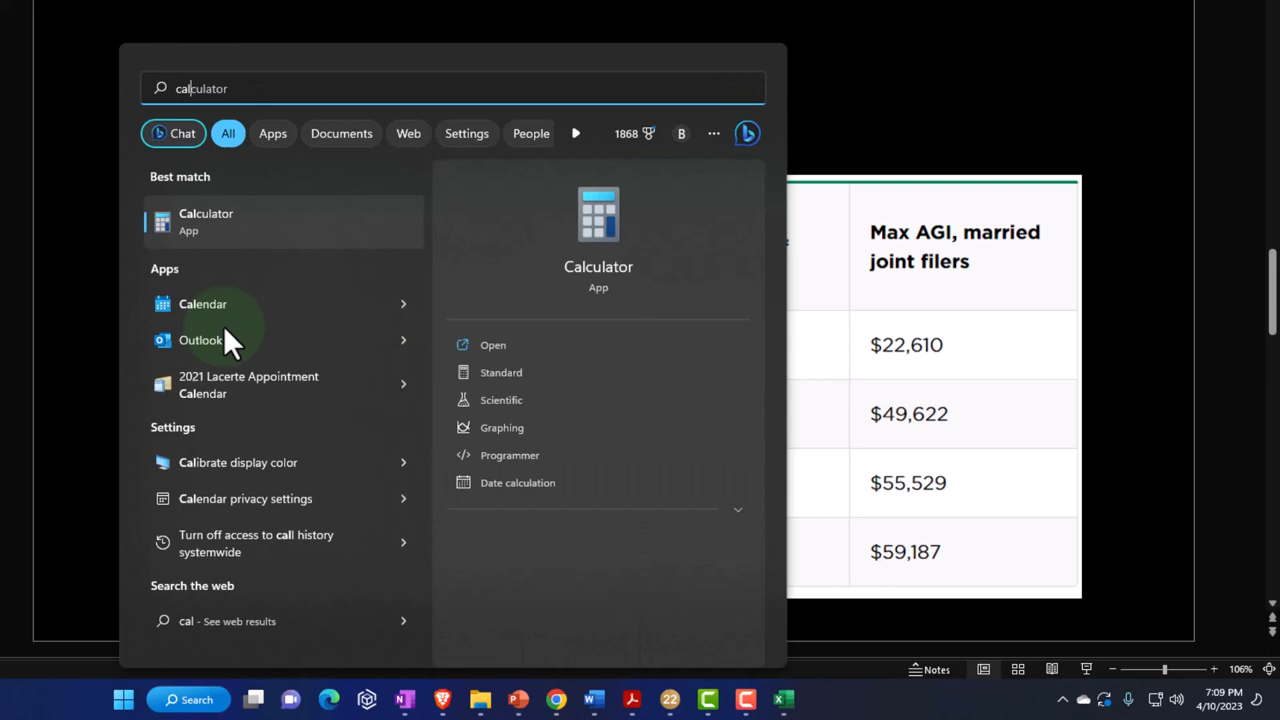 calculator
Chat
All
Apps
Documents
Web
Settings
People
1868
B
Best match
Calculator
App
Apps
Calendar
Outlook
2021 Lacerte Appointment
Calendar
Settings
Calibrate display color
Calendar privacy settings
Turn off access to call history
systemwide
Search the web
cal - See web results
Calculator
App
Open
Standard
Scientific
Graphing
Programmer
Date calculation
Max AGI, married
joint filers
$22,610
$49,622
$55,529
$59,187
Notes
106%
Search
22
7:09 PM
4/10/2023